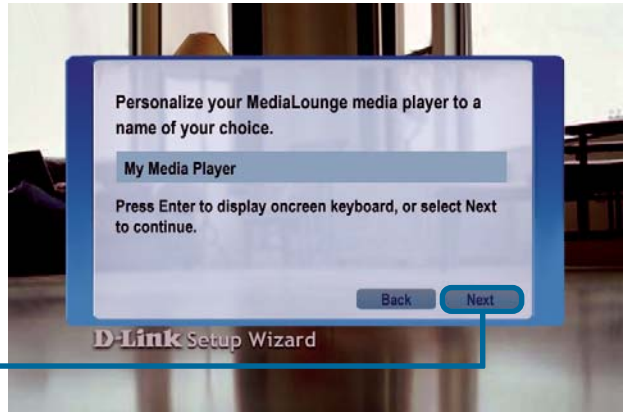 Personalize your MediaLounge media player to a
name of your choice.
My Media Player
Press Enter to display oncreen keyboard, or select Next
to continue.
Back Next
D-Link Setup Wizard